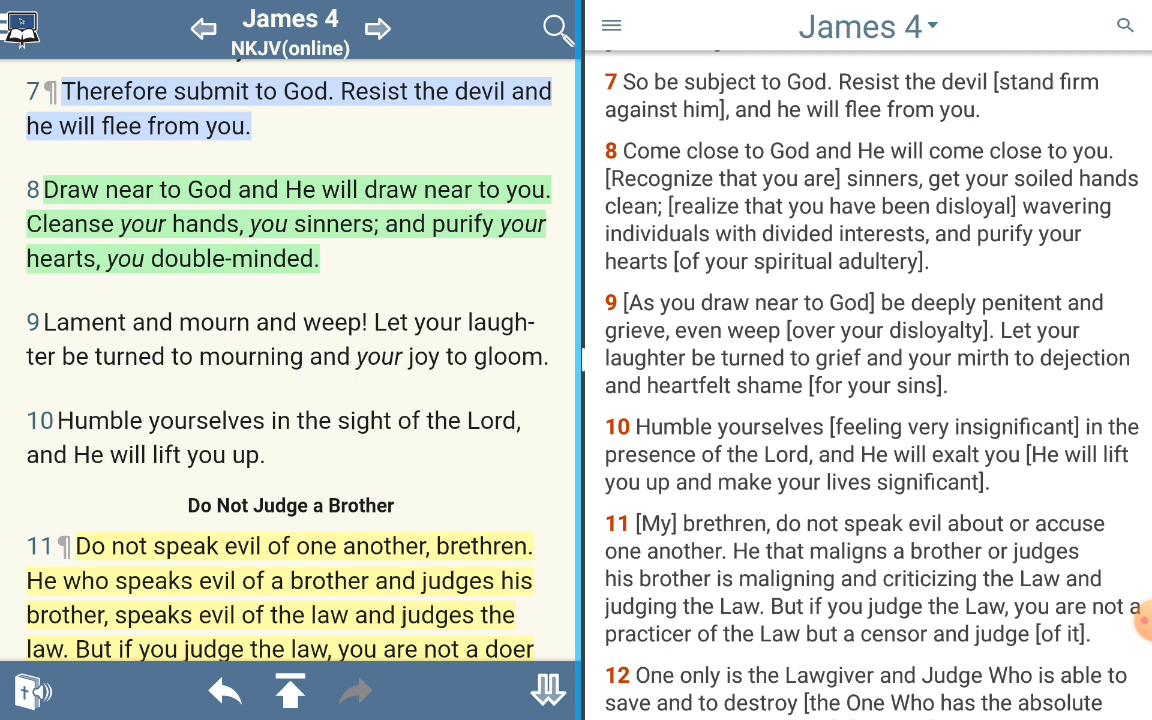 James 4
NKJV(online)
7 ¶ Therefore submit to God. Resist the devil and
he will flee from you.
8 Draw near to God and He will draw near to you.
Cleanse your hands, you sinners; and purify your
hearts, you double-minded.
9 Lament and mourn and weep! Let your laugh-
ter be turned to mourning and your joy to gloom.
10 Humble yourselves in the sight of the Lord,
and He will lift you up.
Do Not Judge a Brother
11 ¶ Do not speak evil of one another, brethren.
He who speaks evil of a brother and judges his
brother, speaks evil of the law and judges the
law. But if you judge the law, you are not a doer
James 4
7 So be subject to God. Resist the devil [stand firm
against him], and he will flee from you.
8 Come close to God and He will come close to you.
[Recognize that you are] sinners, get your soiled hands
clean; [realize that you have been disloyal] wavering
individuals with divided interests, and purify your
hearts [of your spiritual adultery].
9 [As you draw near to God] be deeply penitent and
grieve, even weep [over your disloyalty]. Let your
laughter be turned to grief and your mirth to dejection
and heartfelt shame [for your sins].
10 Humble yourselves [feeling very insignificant] in the
presence of the Lord, and He will exalt you [He will lift
you up and make your lives significant].
11 [My] brethren, do not speak evil about or accuse
one another. He that maligns a brother or judges
his brother is maligning and criticizing the Law and
judging the Law. But if you judge the Law, you are not a
practicer of the Law but a censor and judge [of it].
12 One only is the Lawgiver and Judge Who is able to
save and to destroy [the One Who has the absolute